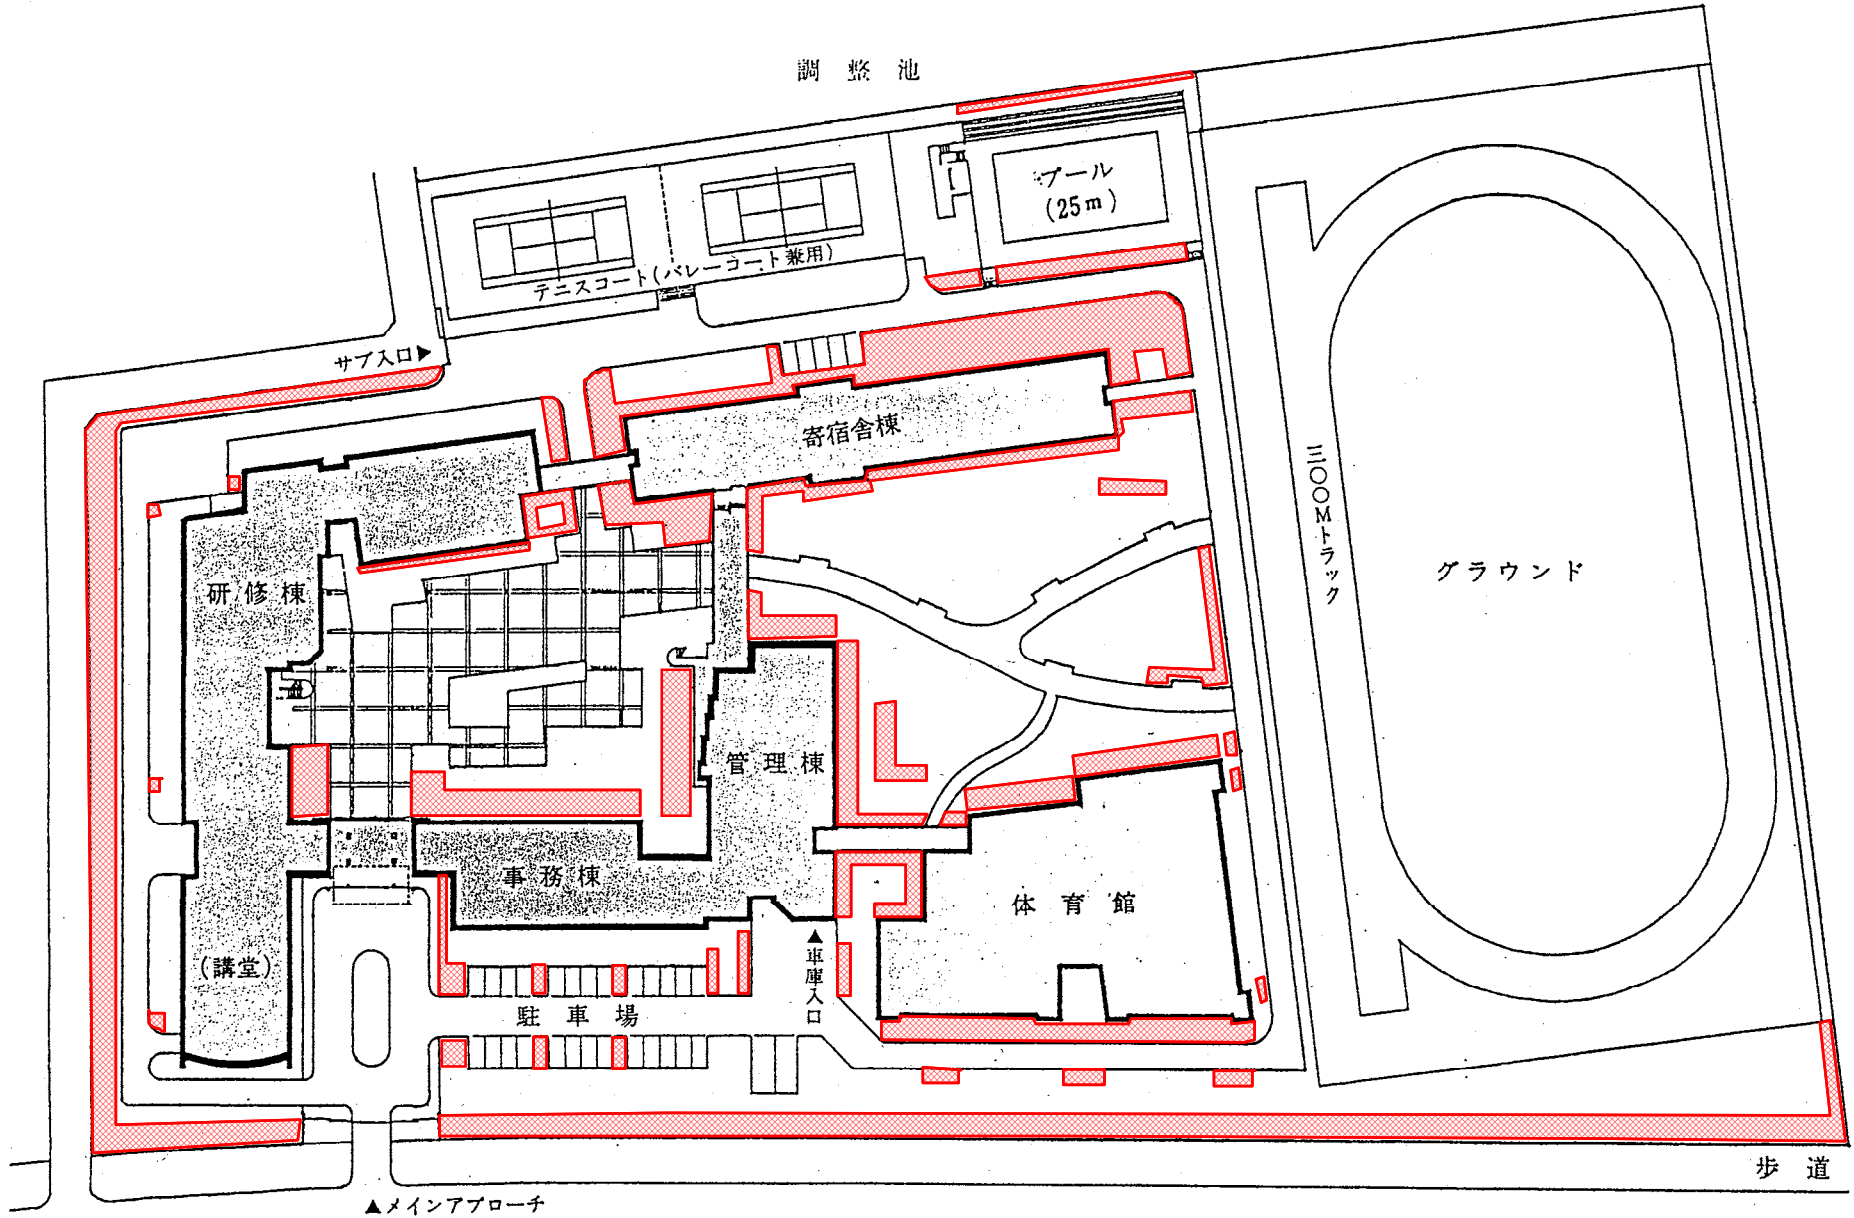 調整池
プール
(25m)
テニスコート(バレーコート兼用)
サブ入口▶
寄宿舎棟
三〇〇Mトラック
グラウンド
研修棟
管理棟
事務棟
体育館
(講堂)
▲車庫入口
駐車場
歩道
▲メインアプローチ